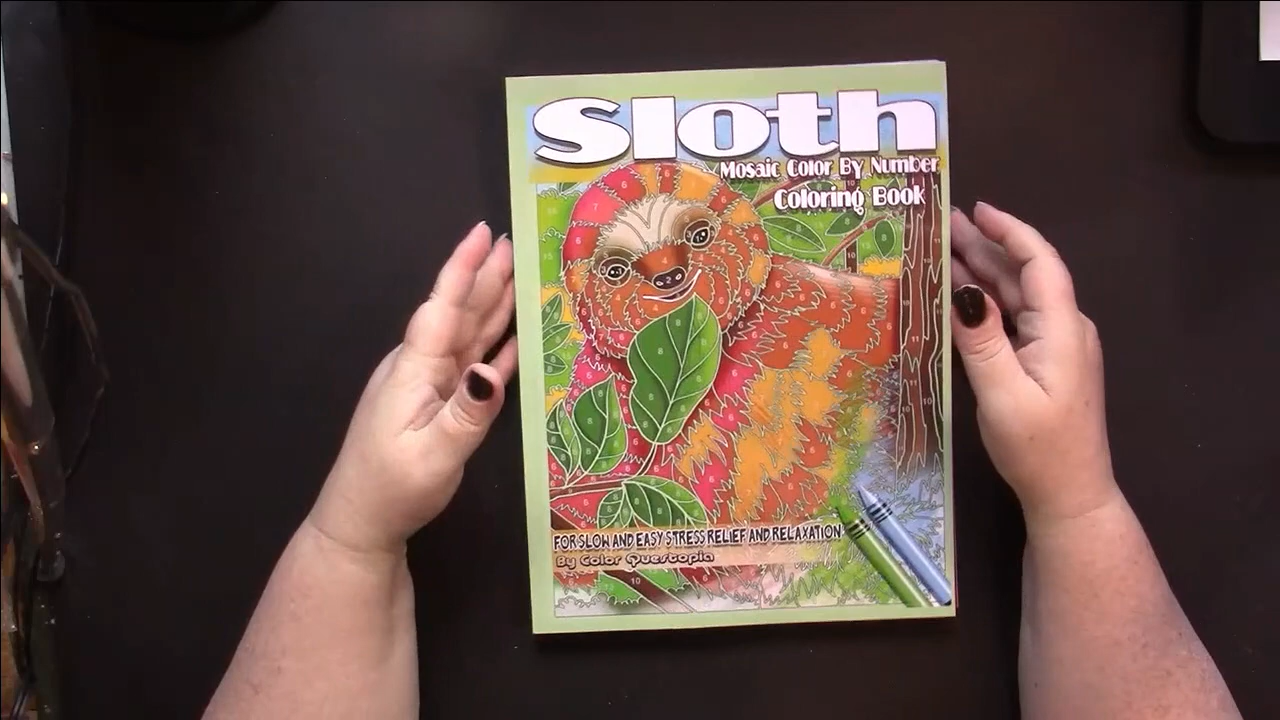 Sloth
Mosaic Color By Number
Coloring Book
FOR SLOW AND EASY STRESS RELIEF AND RELAXATION
By Color Questopia